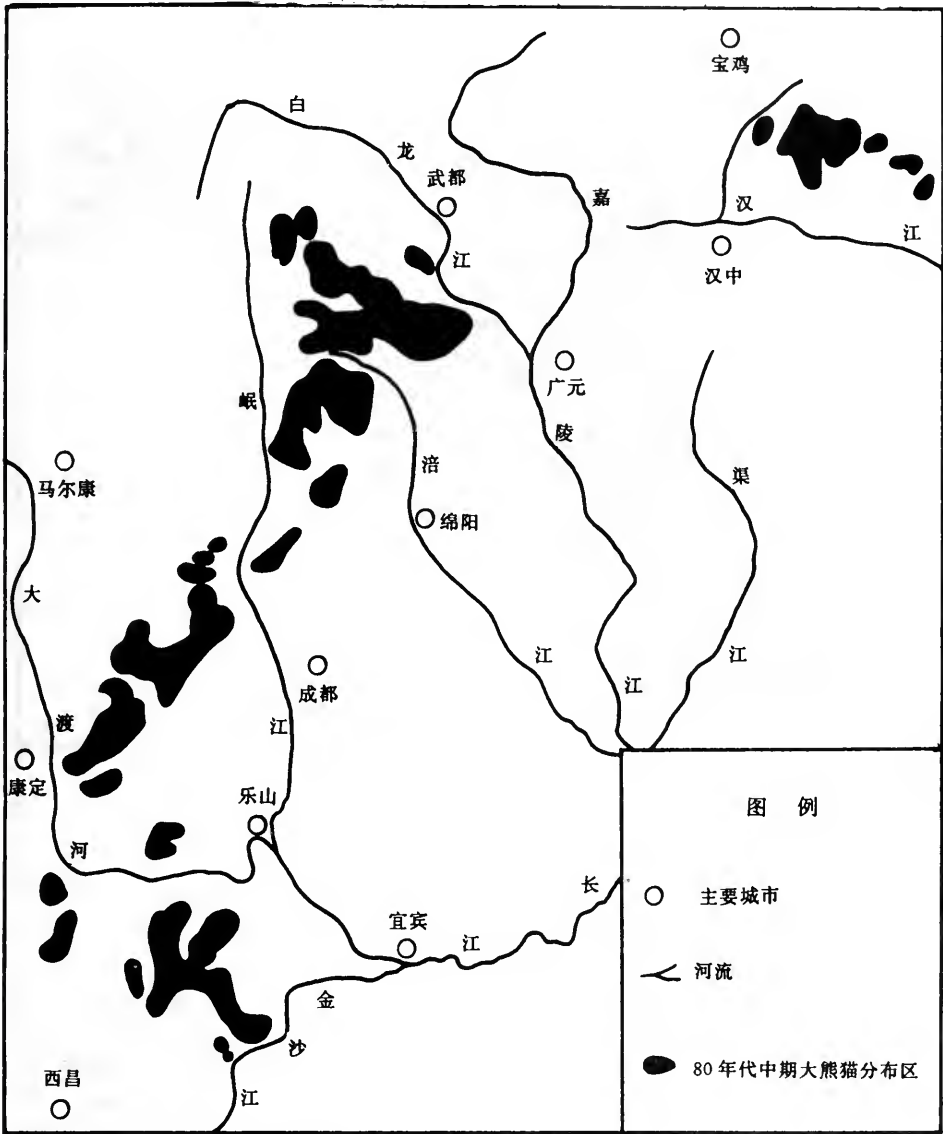 宝鸡
白龙江
武都
嘉陵江
汉江
汉中
广元
岷江
涪江
渠江
马尔康
绵阳
大渡河
成都
康定
乐山
宜宾
长江
金沙江
西昌
图 例
主要城市
河流
80年代中期大熊猫分布区